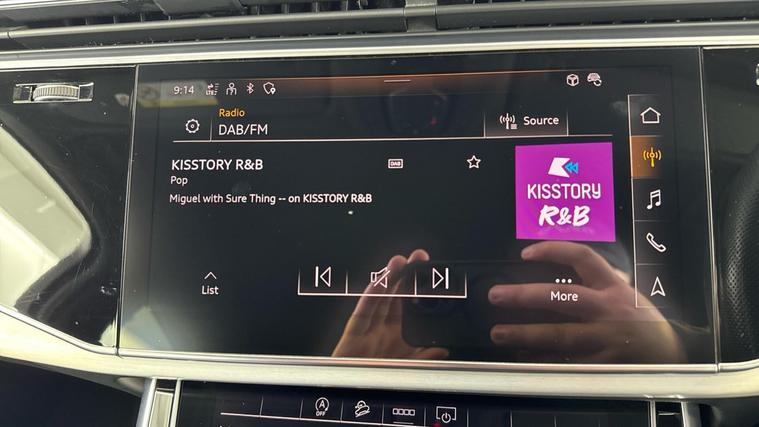 9:14 LTE
Radio
DAB/FM
Source
KISSTORY R&B
DAB
Pop
Miguel with Sure Thing -- on KISSTORY R&B
KISSTORY
R&B
List
More
A
OFF